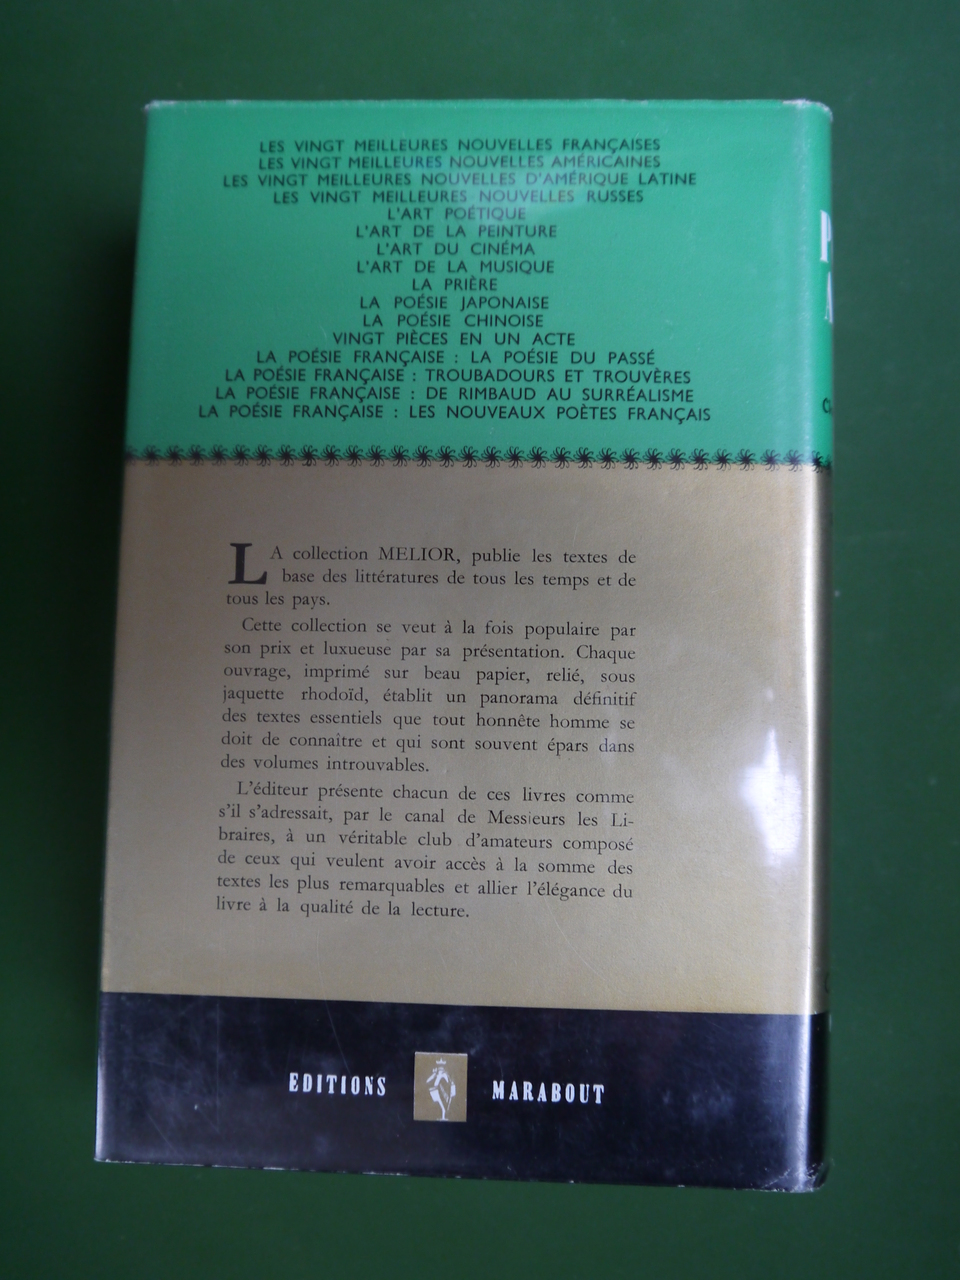 LES VINGT MEILLEURES NOUVELLES FRANÇAISES
LES VINGT MEILLEURES NOUVELLES AMÉRICAINES
LES VINGT MEILLEURES NOUVELLES D'AMÉRIQUE LATINE
LES VINGT MEILLEURES NOUVELLES RUSSES
L'ART POÉTIQUE
L'ART DE LA PEINTURE
L'ART DU CINÉMA
L'ART DE LA MUSIQUE
LA PRIÈRE
LA POÉSIE JAPONAISE
LA POÉSIE CHINOISE
VINGT PIÈCES EN UN ACTE
LA POÉSIE FRANÇAISE : LA POÉSIE DU PASSÉ
LA POÉSIE FRANÇAISE : TROUBADOURS ET TROUVÈRES
LA POÉSIE FRANÇAISE : DE RIMBAUD AU SURRÉALISME
LA POÉSIE FRANÇAISE : LES NOUVEAUX POÈTES FRANÇAIS
LA collection MELIOR, publie les textes de
base des littératures de tous les temps et de
tous les pays.
Cette collection se veut à la fois populaire par
son prix et luxueuse par sa présentation. Chaque
ouvrage, imprimé sur beau papier, relié, sous
jaquette rhodoïd, établit un panorama définitif
des textes essentiels que tout honnête homme se
doit de connaître et qui sont souvent épars dans
des volumes introuvables.
L'éditeur présente chacun de ces livres comme
s'il s'adressait, par le canal de Messieurs les Li-
braires, à un véritable club d'amateurs composé
de ceux qui veulent avoir accès à la somme des
textes les plus remarquables et allier l'élégance du
livre à la qualité de la lecture.
EDITIONS MARABOUT